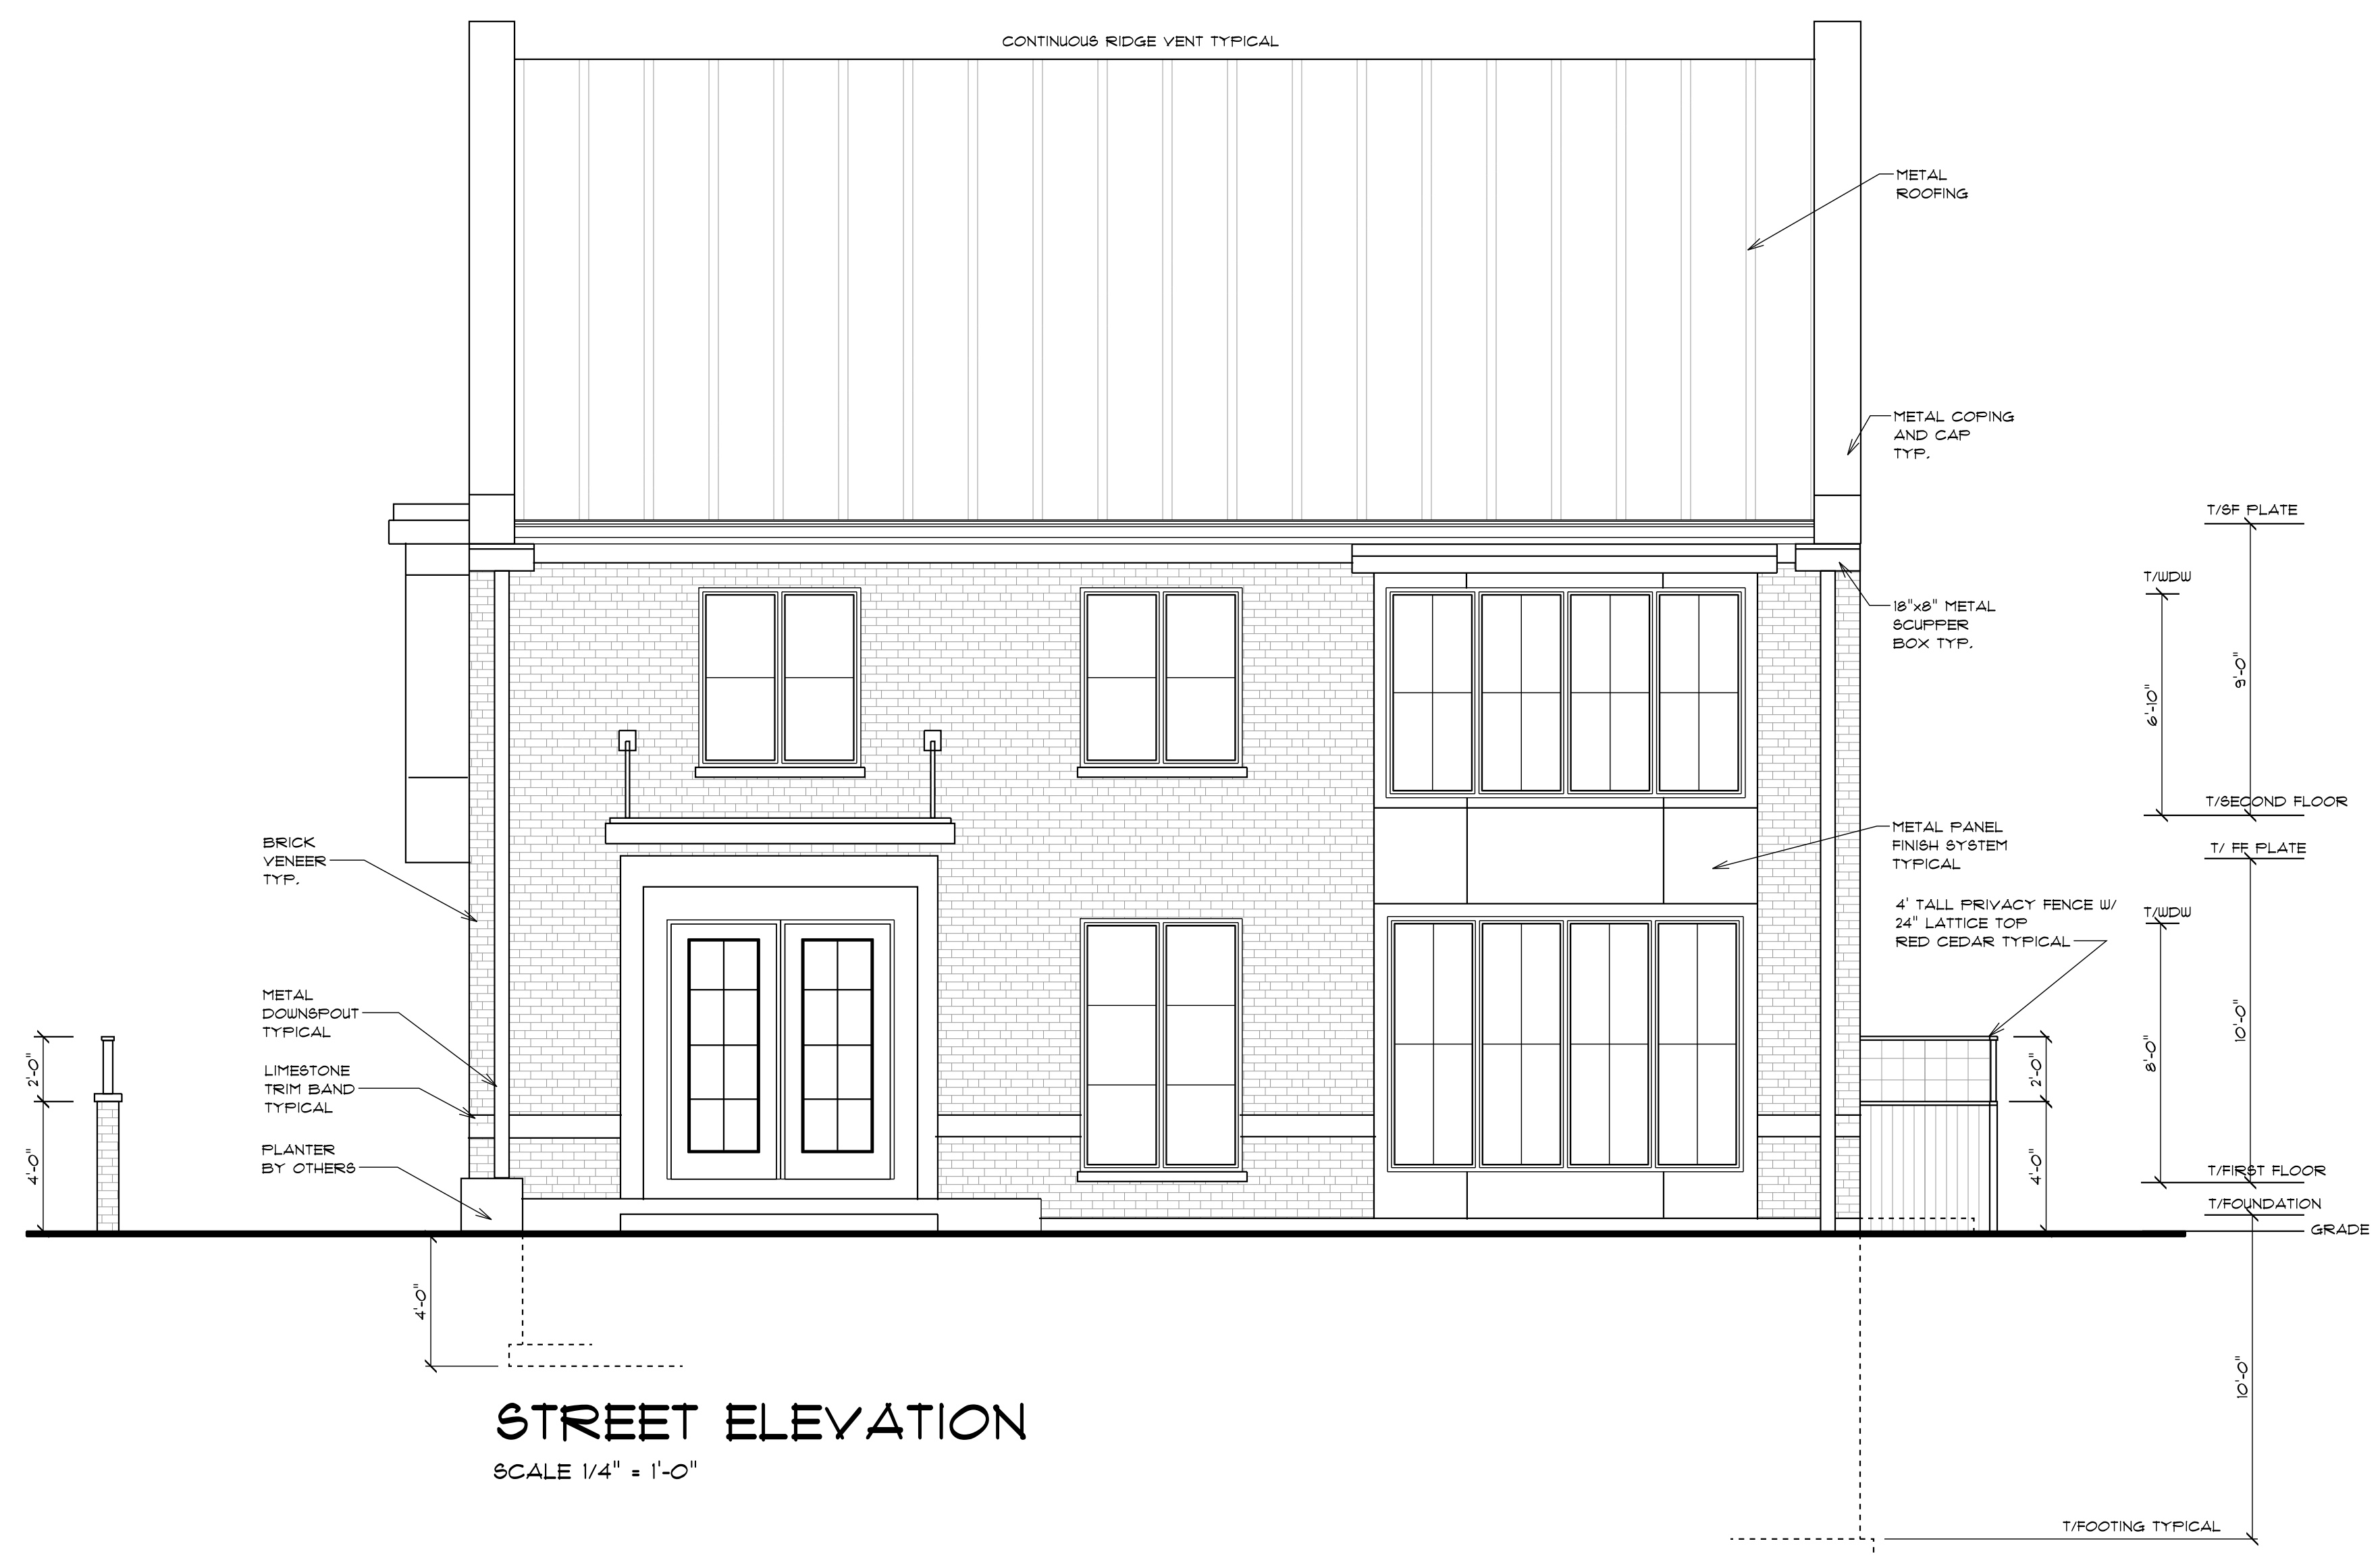 CONTINUOUS RIDGE VENT TYPICAL
METAL
ROOFING
METAL COPING
AND CAP
TYP.
T/SF PLATE
T/WDW
18"x8" METAL
SCUPPER
BOX TYP.
9'-0"
6'-10"
T/SECOND FLOOR
METAL PANEL
FINISH SYSTEM
TYPICAL
T/ FF PLATE
BRICK
VENEER
TYP.
4' TALL PRIVACY FENCE W/
24" LATTICE TOP
RED CEDAR TYPICAL
T/WDW
METAL
DOWNSPOUT
TYPICAL
10'-0"
8'-0"
2'-0"
2'-0"
LIMESTONE
TRIM BAND
TYPICAL
PLANTER
BY OTHERS
4'-0"
4'-0"
T/FIRST FLOOR
T/FOUNDATION
GRADE
4'-0"
10'-0"
STREET ELEVATION
SCALE 1/4" = 1'-0"
T/FOOTING TYPICAL